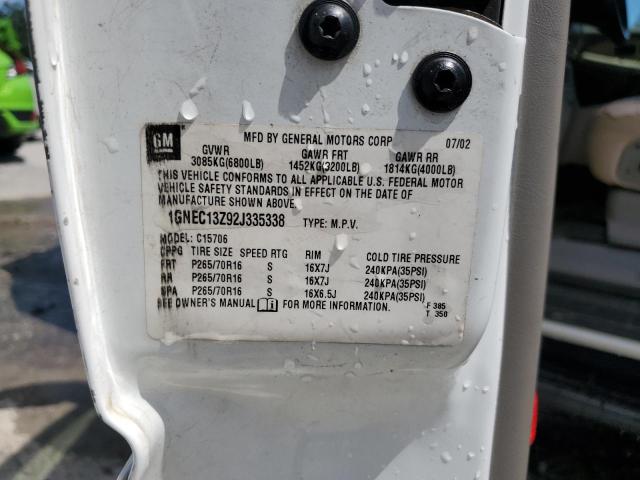 GM
MFD BY GENERAL MOTORS CORP 07/02
GVWR GAWR FRT GAWR RR
3085KG(6800LB) 1452KG(3200LB) 1814KG(4000LB)
THIS VEHICLE CONFORMS TO ALL APPLICABLE U.S. FEDERAL MOTOR
VEHICLE SAFETY STANDARDS IN EFFECT ON THE DATE OF
MANUFACTURE SHOWN ABOVE.
1GNEC13Z92J335338 TYPE: M.P.V.
MODEL: C15706
CPPG TIRE SIZE SPEED RTG RIM COLD TIRE PRESSURE
FRT P265/70R16 S 16X7J 240KPA(35PSI)
RR P265/70R16 S 16X7J 240KPA(35PSI)
SPA P265/70R16 S 16X6.5J 240KPA(35PSI)
SEE OWNER'S MANUAL FOR MORE INFORMATION.
F 385
T 350